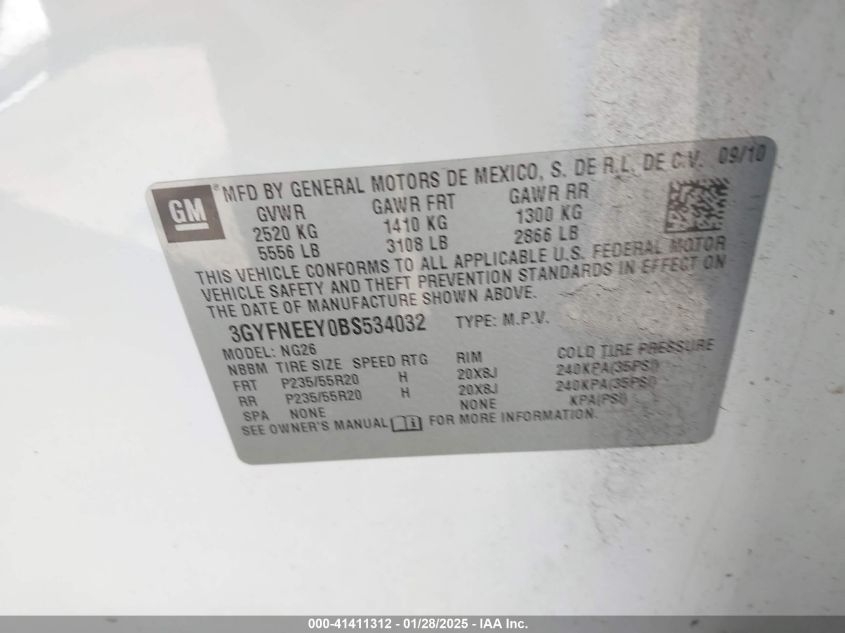 GM ® MFD BY GENERAL MOTORS DE MEXICO, S. DE R.L. DE C.V. 09/10
GVWR GAWR FRT GAWR RR
2520 KG 1410 KG 1300 KG
5556 LB 3108 LB 2866 LB
THIS VEHICLE CONFORMS TO ALL APPLICABLE U.S. FEDERAL MOTOR
VEHICLE SAFETY AND THEFT PREVENTION STANDARDS IN EFFECT ON
THE DATE OF MANUFACTURE SHOWN ABOVE.
3GYFNEEY0BS534032 TYPE: M.P.V.
MODEL: NG26
NBBM TIRE SIZE SPEED RTG RIM COLD TIRE PRESSURE
FRT P235/55R20 H 20X8J 240KPA(35PSI)
RR P235/55R20 H 20X8J 240KPA(35PSI)
SPA NONE NONE KPA(PSI)
SEE OWNER'S MANUAL FOR MORE INFORMATION.
000-41411312 - 01/28/2025 - IAA Inc.